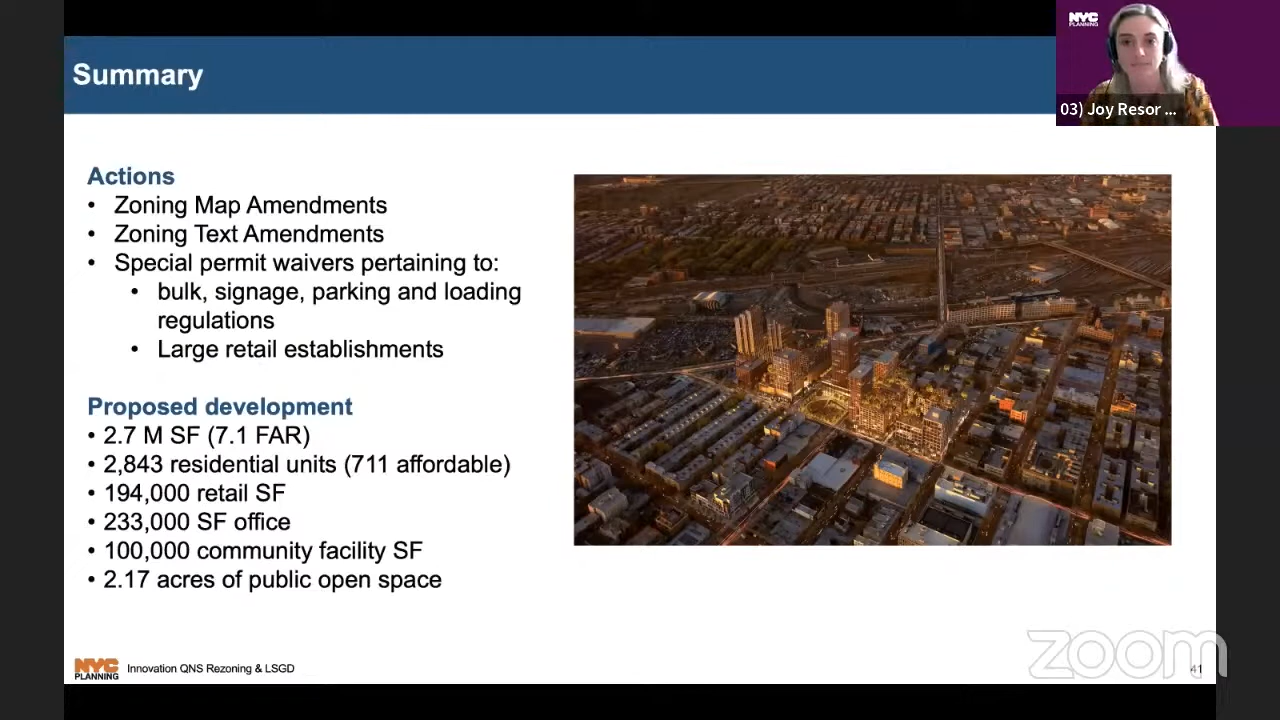 NYC
PLANNING
03) Joy Resor ...
Summary
Actions
• Zoning Map Amendments
• Zoning Text Amendments
• Special permit waivers pertaining to:
• bulk, signage, parking and loading
regulations
• Large retail establishments
Proposed development
• 2.7 M SF (7.1 FAR)
• 2,843 residential units (711 affordable)
• 194,000 retail SF
• 233,000 SF office
• 100,000 community facility SF
• 2.17 acres of public open space
NYC
PLANNING
Innovation QNS Rezoning & LSGD
zoom
41